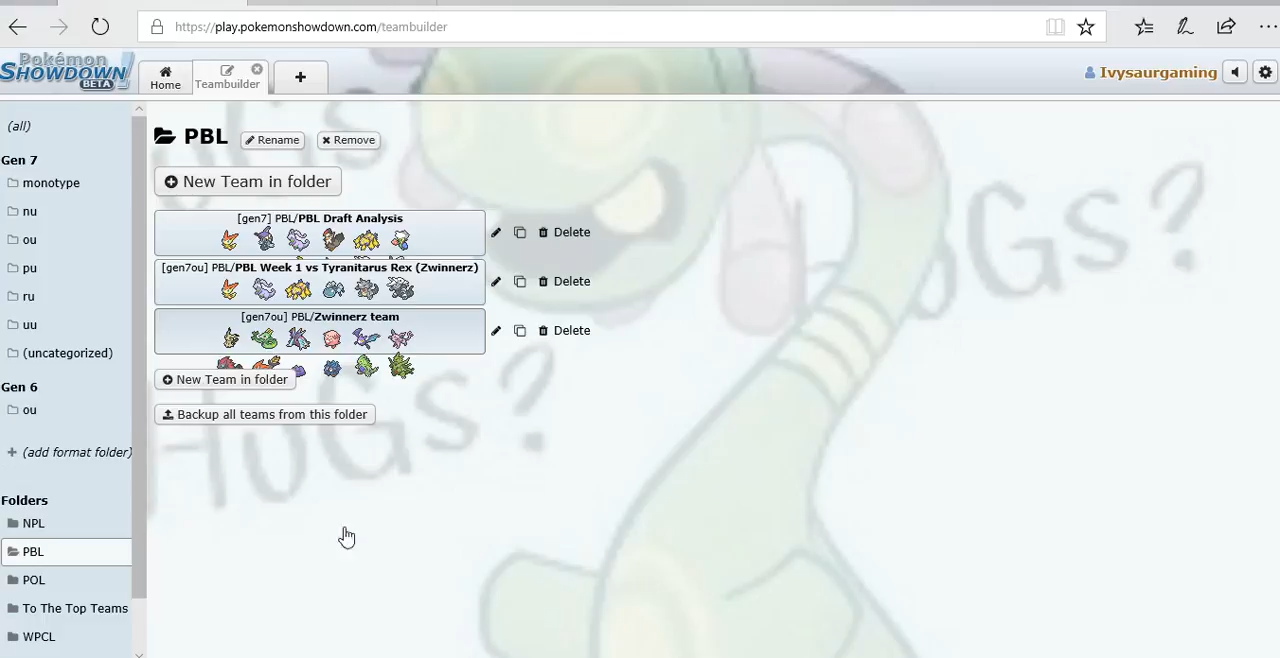 https://play.pokemonshowdown.com/teambuilder
Pokémon
SHOWDOWN
BETA
Home
Teambuilder
Ivysaurgaming
(all)
Gen 7
monotype
nu
ou
pu
ru
uu
(uncategorized)
Gen 6
ou
(add format folder)
Folders
NPL
PBL
POL
To The Top Teams
WPCL
PBL
Rename
Remove
New Team in folder
[gen7] PBL/PBL Draft Analysis
Delete
[gen7ou] PBL/PBL Week 1 vs Tyranitarus Rex (Zwinnerz)
Delete
[gen7ou] PBL/Zwinnerz team
Delete
New Team in folder
Backup all teams from this folder
HUGS?
HUGS?